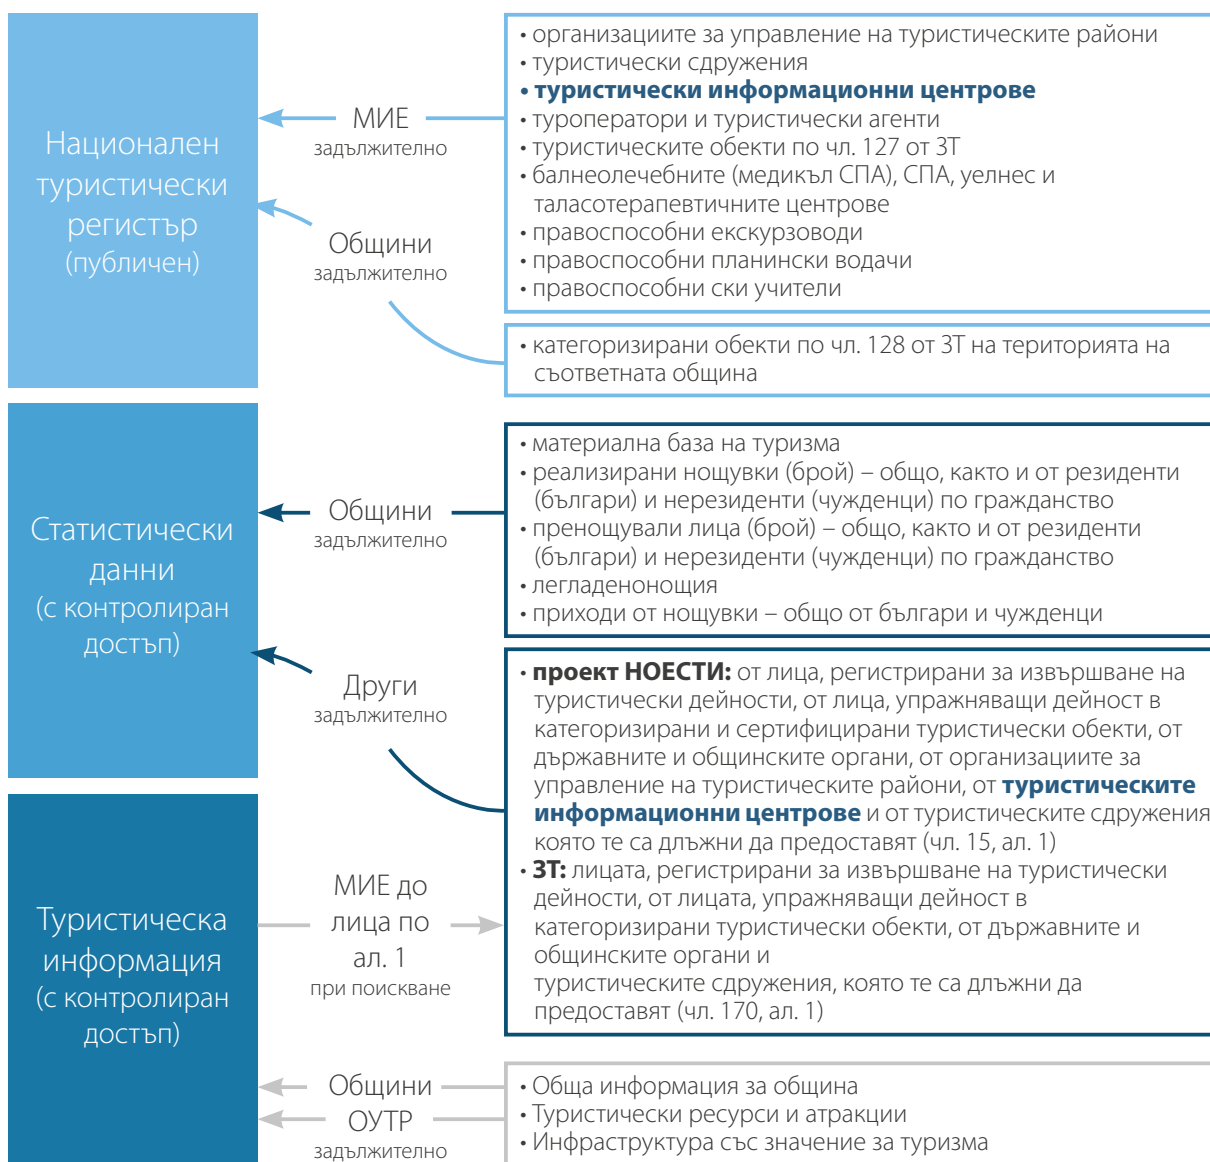 Национален
туристически
регистър
(публичен)
МИЕ
задължително
Общини
задължително
• организациите за управление на туристическите райони
• туристически сдружения
• туристически информационни центрове
• туроператори и туристически агенти
• туристическите обекти по чл. 127 от ЗТ
• балнеолечебните (медикъл СПА), СПА, уелнес и
таласотерапевтичните центрове
• правоспособни екскурзоводи
• правоспособни планински водачи
• правоспособни ски учители
• категоризирани обекти по чл. 128 от ЗТ на територията на
съответната община
Статистически
данни
(с контролиран
достъп)
Общини
задължително
Други
задължително
• материална база на туризма
• реализирани нощувки (брой) – общо, както и от резиденти
(българи) и нерезиденти (чужденци) по гражданство
• пренощували лица (брой) – общо, както и от резиденти
(българи) и нерезиденти (чужденци) по гражданство
• легладенонощия
• приходи от нощувки – общо от българи и чужденци
• проект НОЕСТИ: от лица, регистрирани за извършване на
туристически дейности, от лица, упражняващи дейност в
категоризирани и сертифицирани туристически обекти, от
държавните и общинските органи, от организациите за
управление на туристическите райони, от туристическите
информационни центрове и от туристическите сдружения
която те са длъжни да предоставят (чл. 15, ал. 1)
• ЗТ: лицата, регистрирани за извършване на туристически
дейности, от лицата, упражняващи дейност в
категоризирани туристически обекти, от държавните и
общинските органи и
туристическите сдружения, която те са длъжни да
предоставят (чл. 170, ал. 1)
Туристическа
информация
(с контролиран
достъп)
МИЕ до
лица по
ал. 1
при поискване
Общини
ОУТР
задължително
• Обща информация за община
• Туристически ресурси и атракции
• Инфраструктура със значение за туризма